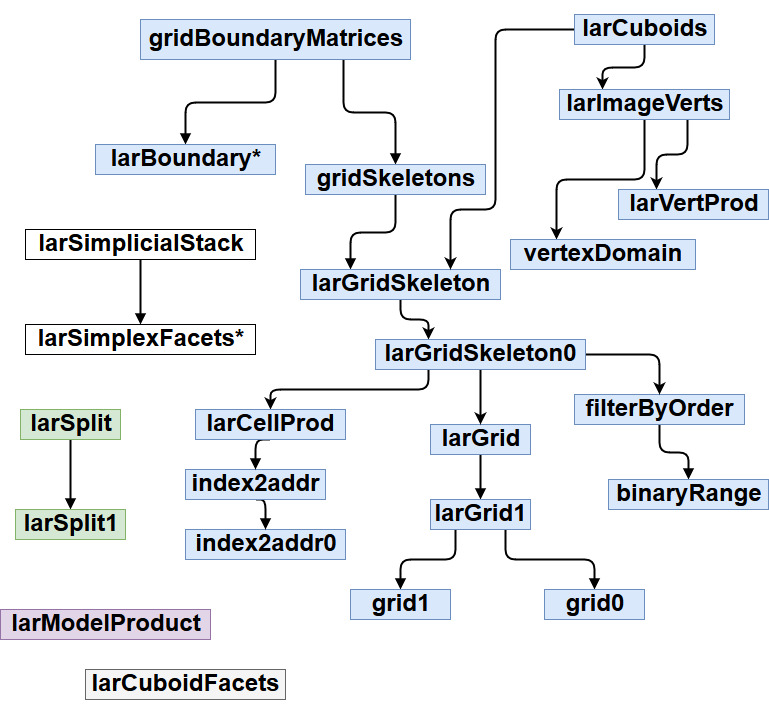 larCuboids
gridBoundaryMatrices
larImageVerts
larBoundary*
gridSkeletons
larVertProd
larSimplicialStack
vertexDomain
larGridSkeleton
larSimplexFacets*
larGridSkeleton0
filterByOrder
larSplit
larCellProd
larGrid
index2addr
binaryRange
larGrid1
larSplit1
index2addr0
grid1
grid0
larModelProduct
larCuboidFacets